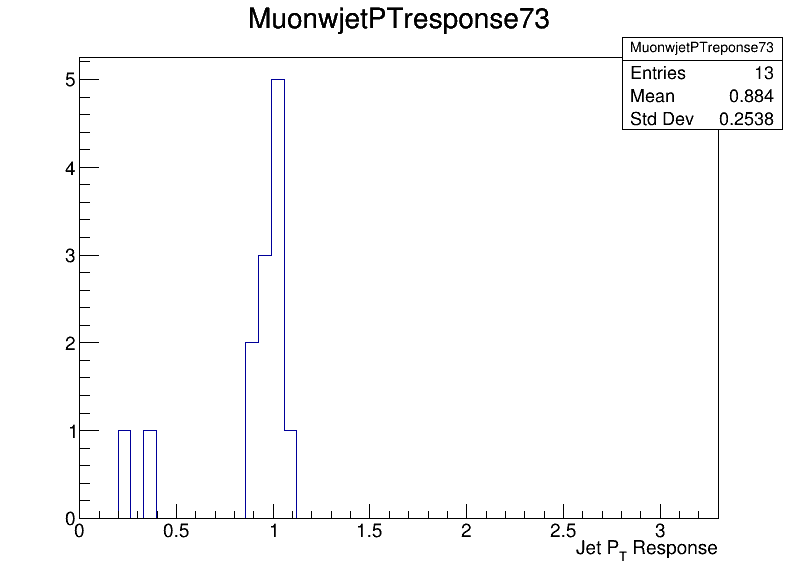 MuonwjetPTresponse73
MuonwjetPTreponse73
Entries 13
Mean 0.884
Std Dev 0.2538
5
4
3
2
1
0
0 0.5 1 1.5 2 2.5 3
Jet PT Response